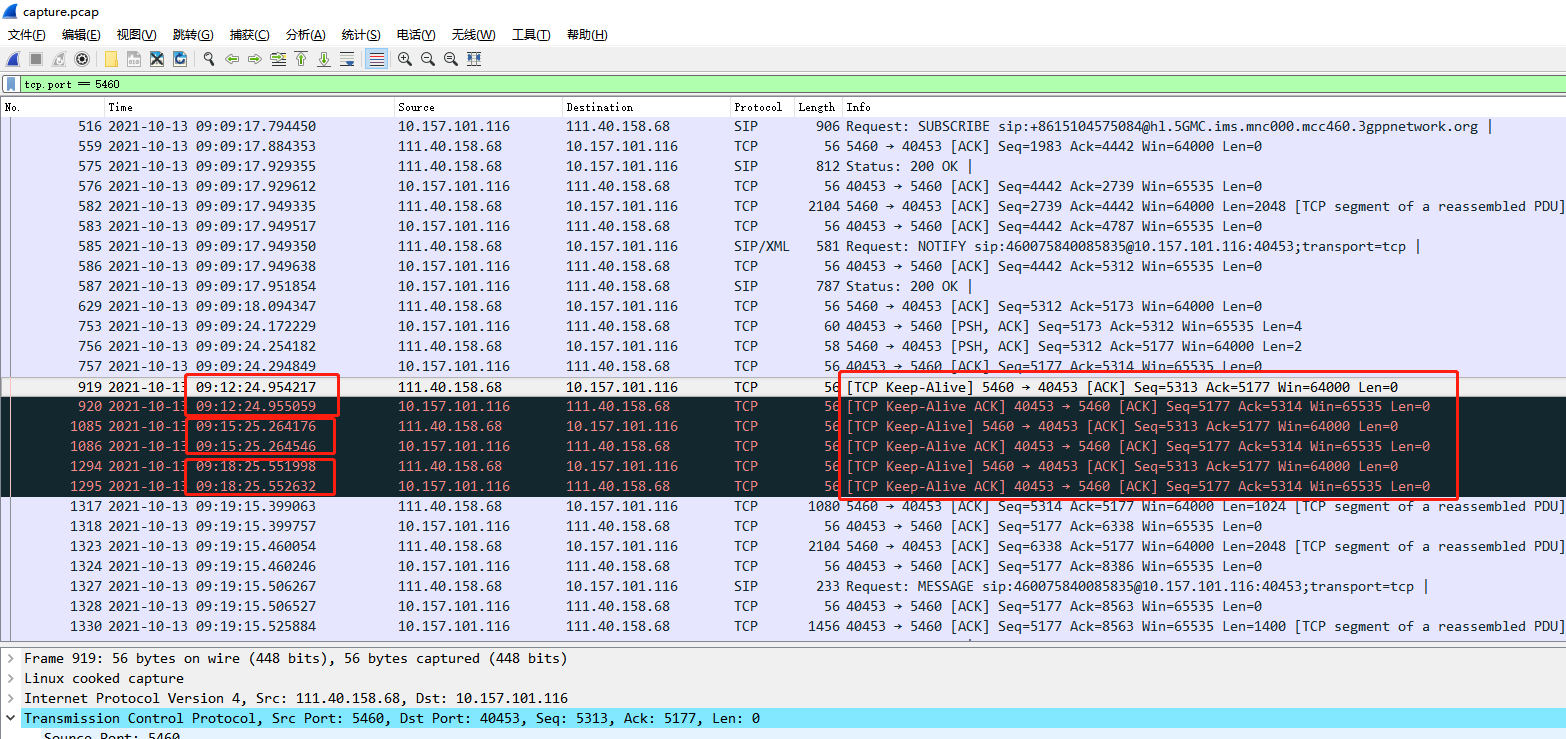 capture.pcap
文件(F) 编辑(E) 视图(V) 跳转(G) 捕获(C) 分析(A) 统计(S) 电话(Y) 无线(W) 工具(T) 帮助(H)
tcp.port == 5460
No. Time Source Destination Protocol Length Info
516 2021-10-13 09:09:17.794450 10.157.101.116 111.40.158.68 SIP 906 Request: SUBSCRIBE sip:+8615104575084@hl.5GMC.ims.mnc000.mcc460.3gppnetwork.org |
559 2021-10-13 09:09:17.884353 111.40.158.68 10.157.101.116 TCP 56 5460 → 40453 [ACK] Seq=1983 Ack=4442 Win=64000 Len=0
575 2021-10-13 09:09:17.929355 111.40.158.68 10.157.101.116 SIP 812 Status: 200 OK |
576 2021-10-13 09:09:17.929612 10.157.101.116 111.40.158.68 TCP 56 40453 → 5460 [ACK] Seq=4442 Ack=2739 Win=65535 Len=0
582 2021-10-13 09:09:17.949335 111.40.158.68 10.157.101.116 TCP 2104 5460 → 40453 [ACK] Seq=2739 Ack=4442 Win=64000 Len=2048 [TCP segment of a reassembled PDU]
583 2021-10-13 09:09:17.949517 10.157.101.116 111.40.158.68 TCP 56 40453 → 5460 [ACK] Seq=4442 Ack=4787 Win=65535 Len=0
585 2021-10-13 09:09:17.949350 111.40.158.68 10.157.101.116 SIP/XML 581 Request: NOTIFY sip:460075840085835@10.157.101.116:40453;transport=tcp |
586 2021-10-13 09:09:17.949638 10.157.101.116 111.40.158.68 TCP 56 40453 → 5460 [ACK] Seq=4442 Ack=5312 Win=65535 Len=0
587 2021-10-13 09:09:17.951854 10.157.101.116 111.40.158.68 SIP 787 Status: 200 OK |
629 2021-10-13 09:09:18.094347 111.40.158.68 10.157.101.116 TCP 56 5460 → 40453 [ACK] Seq=5312 Ack=5173 Win=64000 Len=0
753 2021-10-13 09:09:24.172229 10.157.101.116 111.40.158.68 TCP 60 40453 → 5460 [PSH, ACK] Seq=5173 Ack=5312 Win=65535 Len=4
756 2021-10-13 09:09:24.254182 111.40.158.68 10.157.101.116 TCP 58 5460 → 40453 [PSH, ACK] Seq=5312 Ack=5177 Win=64000 Len=2
757 2021-10-13 09:09:24.294849 10.157.101.116 111.40.158.68 TCP 56 40453 → 5460 [ACK] Seq=5177 Ack=5314 Win=65535 Len=0
919 2021-10-13 09:12:24.954217 111.40.158.68 10.157.101.116 TCP 56 [TCP Keep-Alive] 5460 → 40453 [ACK] Seq=5313 Ack=5177 Win=64000 Len=0
920 2021-10-13 09:12:24.955059 10.157.101.116 111.40.158.68 TCP 56 [TCP Keep-Alive ACK] 40453 → 5460 [ACK] Seq=5177 Ack=5314 Win=65535 Len=0
1085 2021-10-13 09:15:25.264176 111.40.158.68 10.157.101.116 TCP 56 [TCP Keep-Alive] 5460 → 40453 [ACK] Seq=5313 Ack=5177 Win=64000 Len=0
1086 2021-10-13 09:15:25.264546 10.157.101.116 111.40.158.68 TCP 56 [TCP Keep-Alive ACK] 40453 → 5460 [ACK] Seq=5177 Ack=5314 Win=65535 Len=0
1294 2021-10-13 09:18:25.551998 111.40.158.68 10.157.101.116 TCP 56 [TCP Keep-Alive] 5460 → 40453 [ACK] Seq=5313 Ack=5177 Win=64000 Len=0
1295 2021-10-13 09:18:25.552632 10.157.101.116 111.40.158.68 TCP 56 [TCP Keep-Alive ACK] 40453 → 5460 [ACK] Seq=5177 Ack=5314 Win=65535 Len=0
1317 2021-10-13 09:19:15.399063 111.40.158.68 10.157.101.116 TCP 1080 5460 → 40453 [ACK] Seq=5314 Ack=5177 Win=64000 Len=1024 [TCP segment of a reassembled PDU]
1318 2021-10-13 09:19:15.399757 10.157.101.116 111.40.158.68 TCP 56 40453 → 5460 [ACK] Seq=5177 Ack=6338 Win=65535 Len=0
1323 2021-10-13 09:19:15.460054 111.40.158.68 10.157.101.116 TCP 2104 5460 → 40453 [ACK] Seq=6338 Ack=5177 Win=64000 Len=2048 [TCP segment of a reassembled PDU]
1324 2021-10-13 09:19:15.460246 10.157.101.116 111.40.158.68 TCP 56 40453 → 5460 [ACK] Seq=5177 Ack=8386 Win=65535 Len=0
1327 2021-10-13 09:19:15.506267 111.40.158.68 10.157.101.116 SIP 233 Request: MESSAGE sip:460075840085835@10.157.101.116:40453;transport=tcp |
1328 2021-10-13 09:19:15.506527 10.157.101.116 111.40.158.68 TCP 56 40453 → 5460 [ACK] Seq=5177 Ack=8563 Win=65535 Len=0
1330 2021-10-13 09:19:15.525884 10.157.101.116 111.40.158.68 TCP 1456 40453 → 5460 [ACK] Seq=5177 Ack=8563 Win=65535 Len=1400 [TCP segment of a reassembled PDU]
Frame 919: 56 bytes on wire (448 bits), 56 bytes captured (448 bits)
Linux cooked capture
Internet Protocol Version 4, Src: 111.40.158.68, Dst: 10.157.101.116
Transmission Control Protocol, Src Port: 5460, Dst Port: 40453, Seq: 5313, Ack: 5177, Len: 0
Source Port: 5460